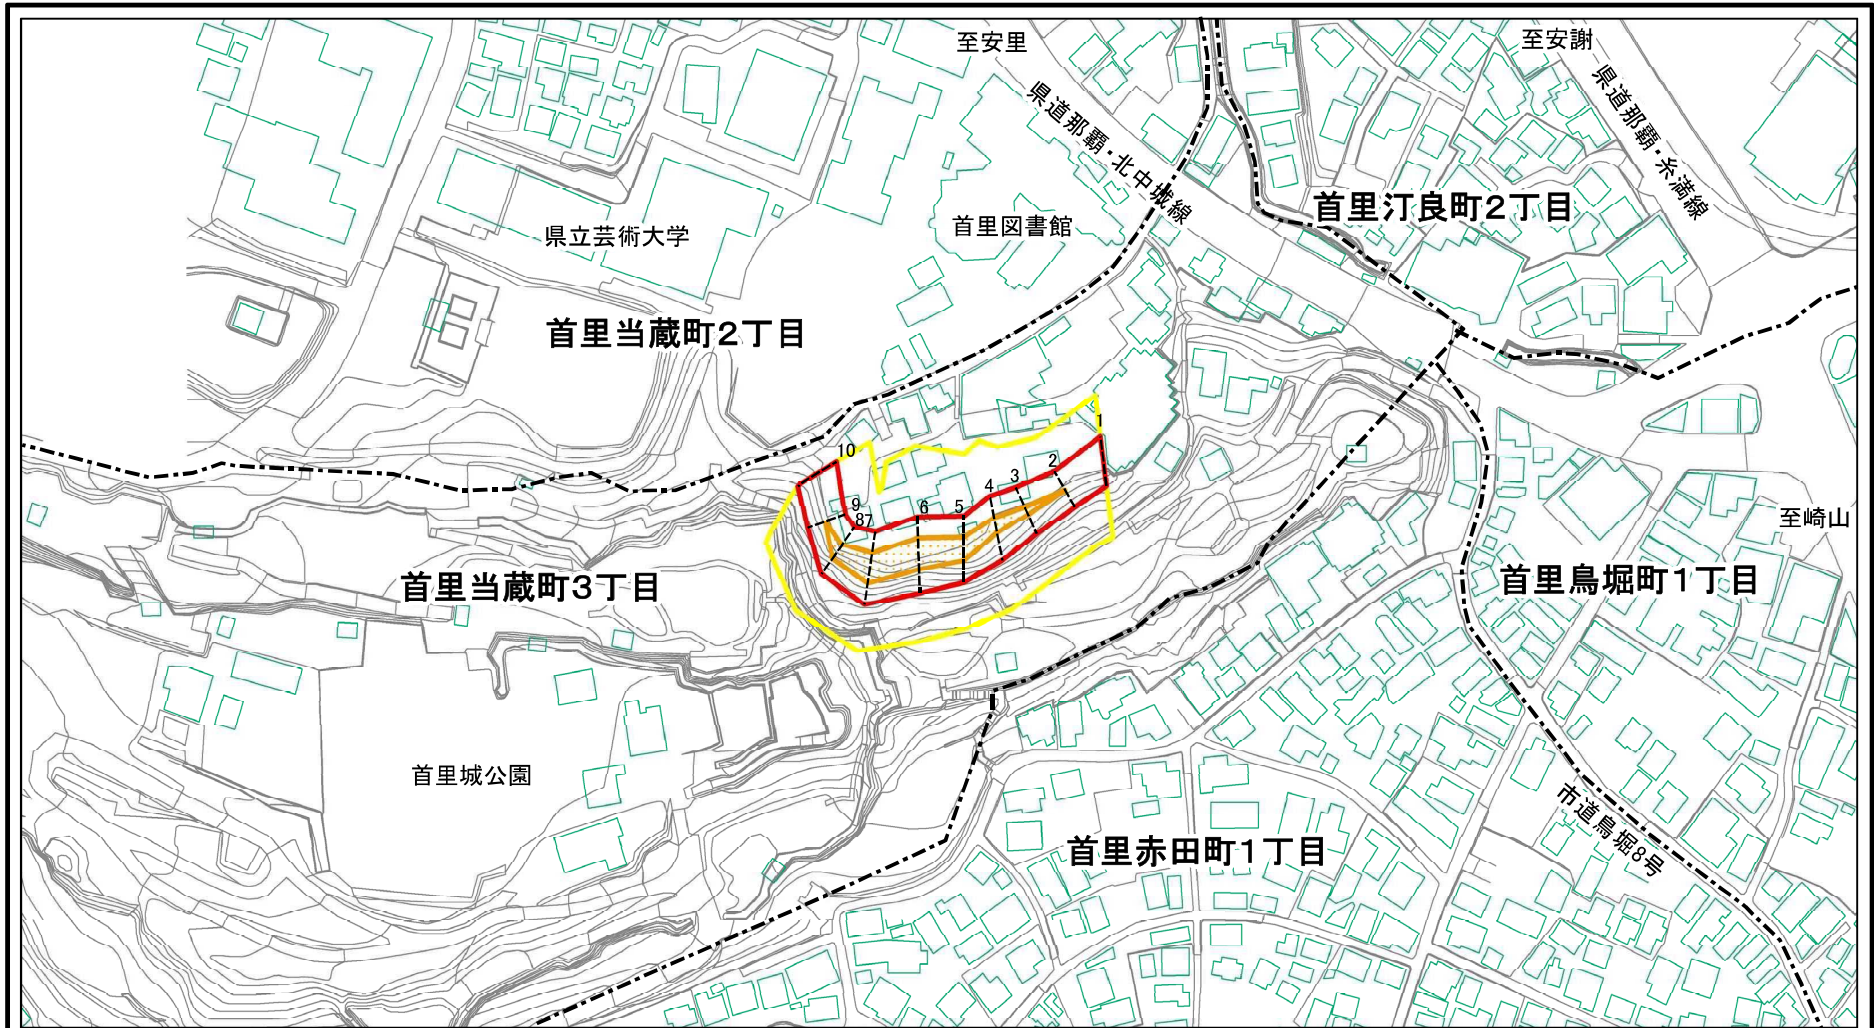 至安里
至安謝
県道那覇・北中城線
県道那覇・糸満線
首里汀良町2丁目
首里図書館
県立芸術大学
首里当蔵町2丁目
1
10
2
3
4
9
6
5
8
7
至崎山
首里当蔵町3丁目
首里鳥堀町1丁目
首里城公園
市道鳥堀8号
首里赤田町1丁目